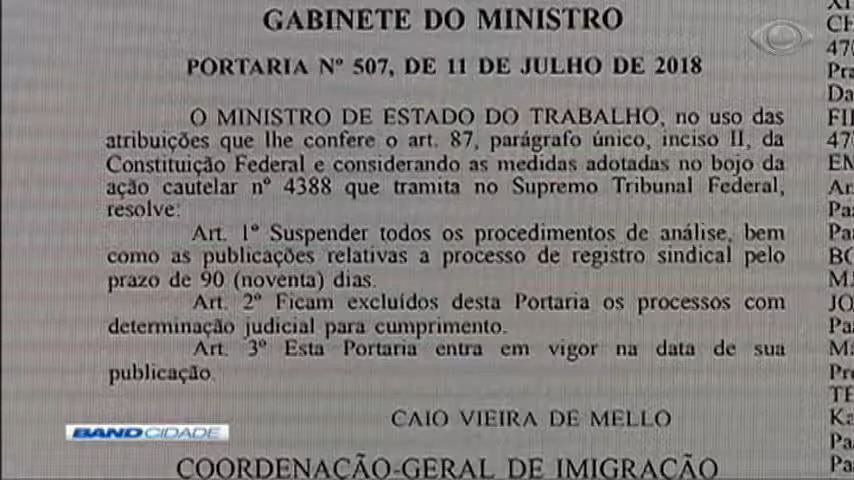 GABINETE DO MINISTRO
PORTARIA Nº 507, DE 11 DE JULHO DE 2018
O MINISTRO DE ESTADO DO TRABALHO, no uso das
atribuições que lhe confere o art. 87, parágrafo único, inciso II, da
Constituição Federal e considerando as medidas adotadas no bojo da
ação cautelar nº 4388 que tramita no Supremo Tribunal Federal,
resolve:
Art. 1º Suspender todos os procedimentos de análise, bem
como as publicações relativas a processo de registro sindical pelo
prazo de 90 (noventa) dias.
Art. 2º Ficam excluídos desta Portaria os processos com
determinação judicial para cumprimento.
Art. 3º Esta Portaria entra em vigor na data de sua
publicação.
CAIO VIEIRA DE MELLO
COORDENAÇÃO-GERAL DE IMIGRAÇÃO
BAND CIDADE